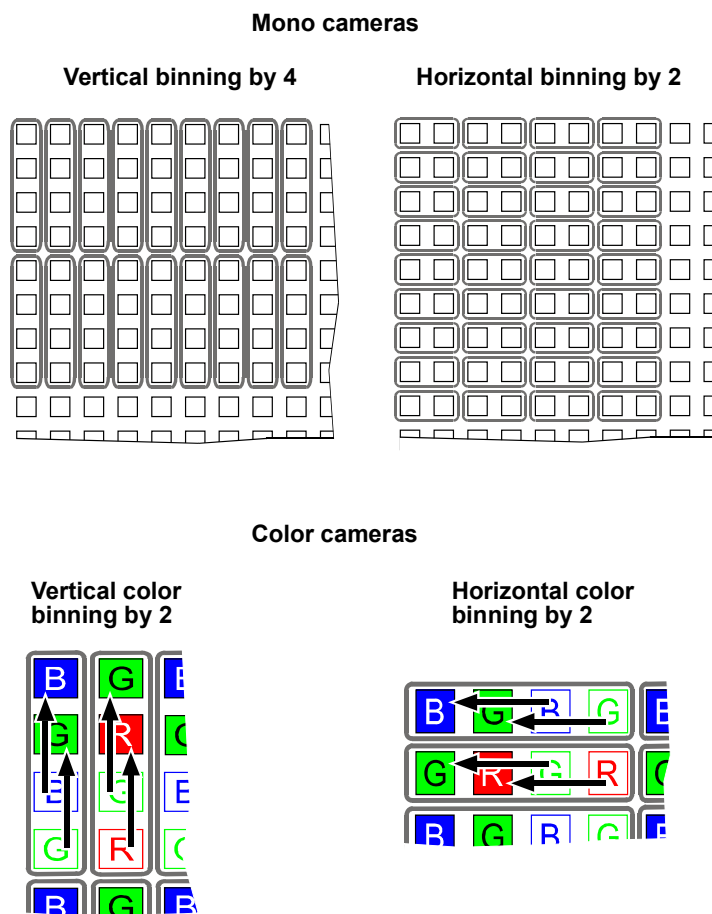 Mono cameras
Vertical binning by 4
Horizontal binning by 2
Color cameras
Vertical color
binning by 2
Horizontal color
binning by 2
B G B
G R G
B G B
G R G
B G B
B G B G B
G R G R G
B G B G B